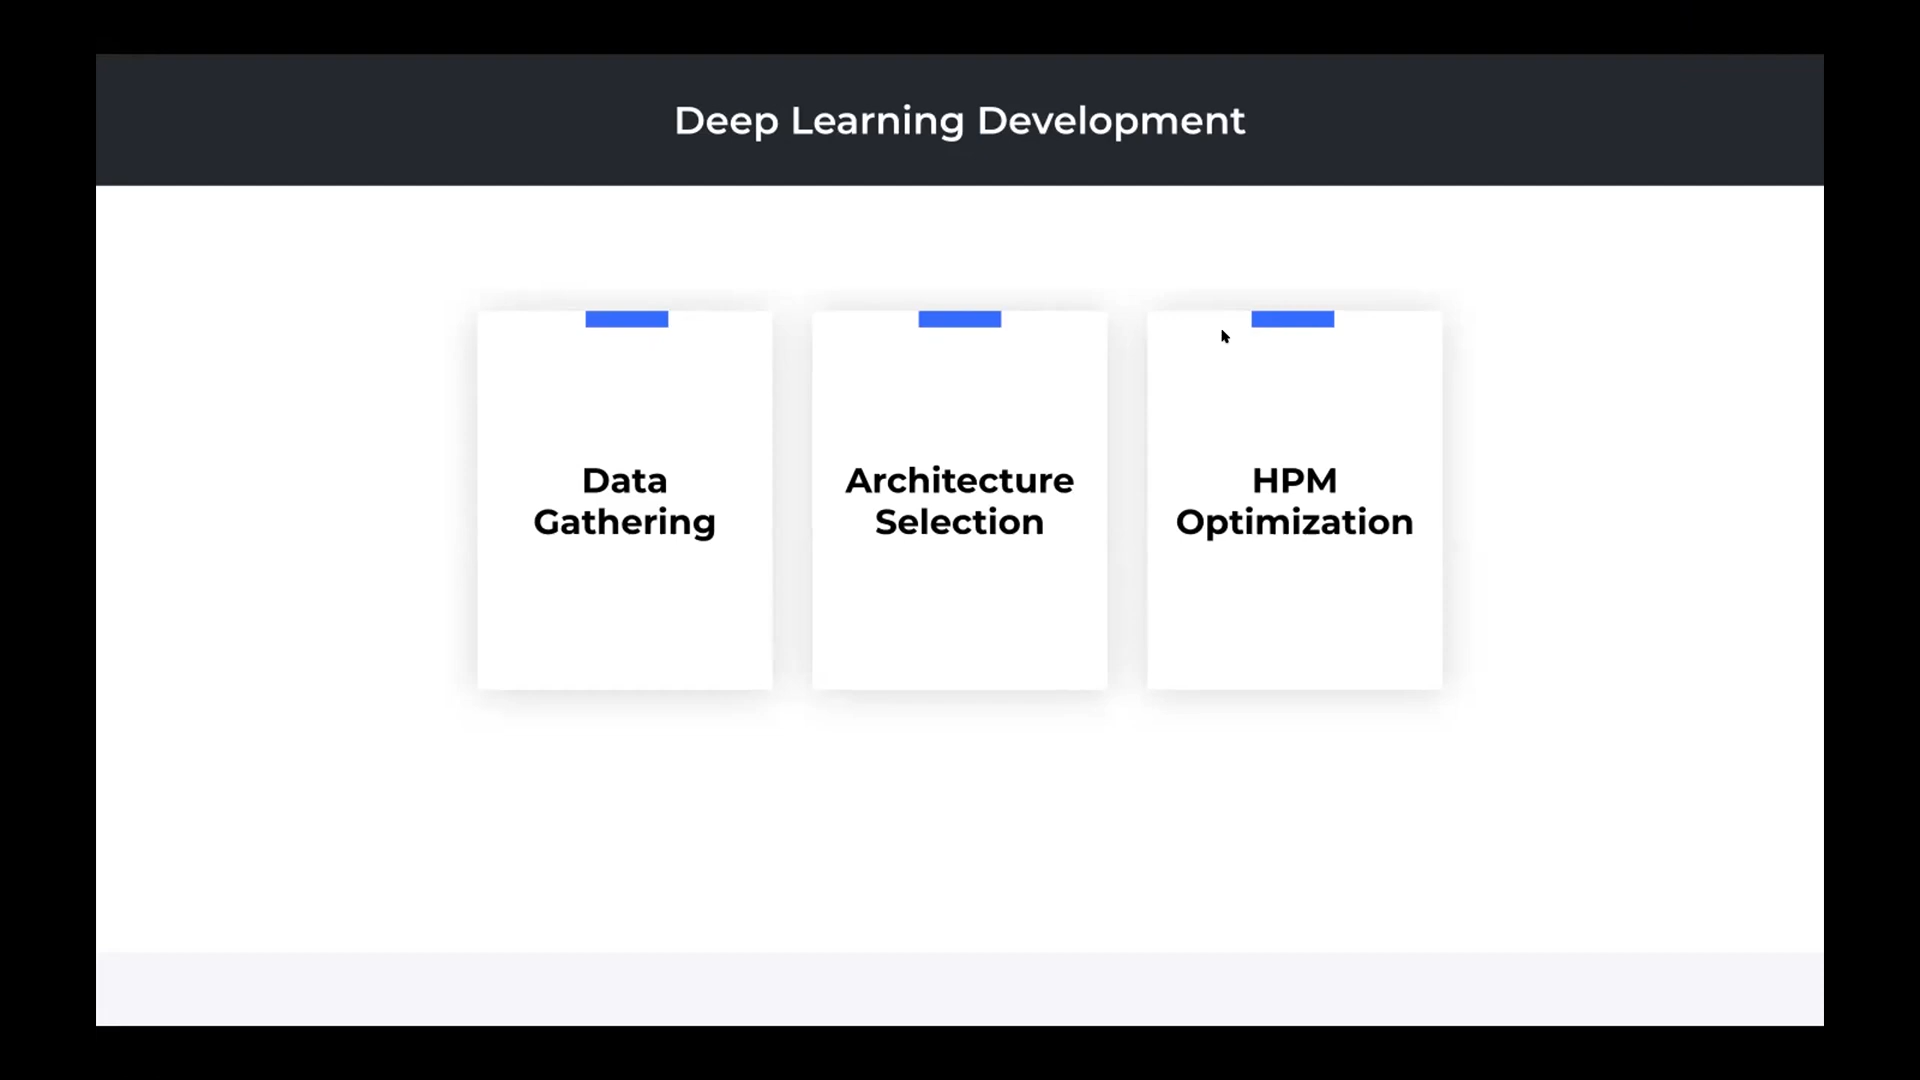 Deep Learning Development
Data
Gathering
Architecture
Selection
HPM
Optimization